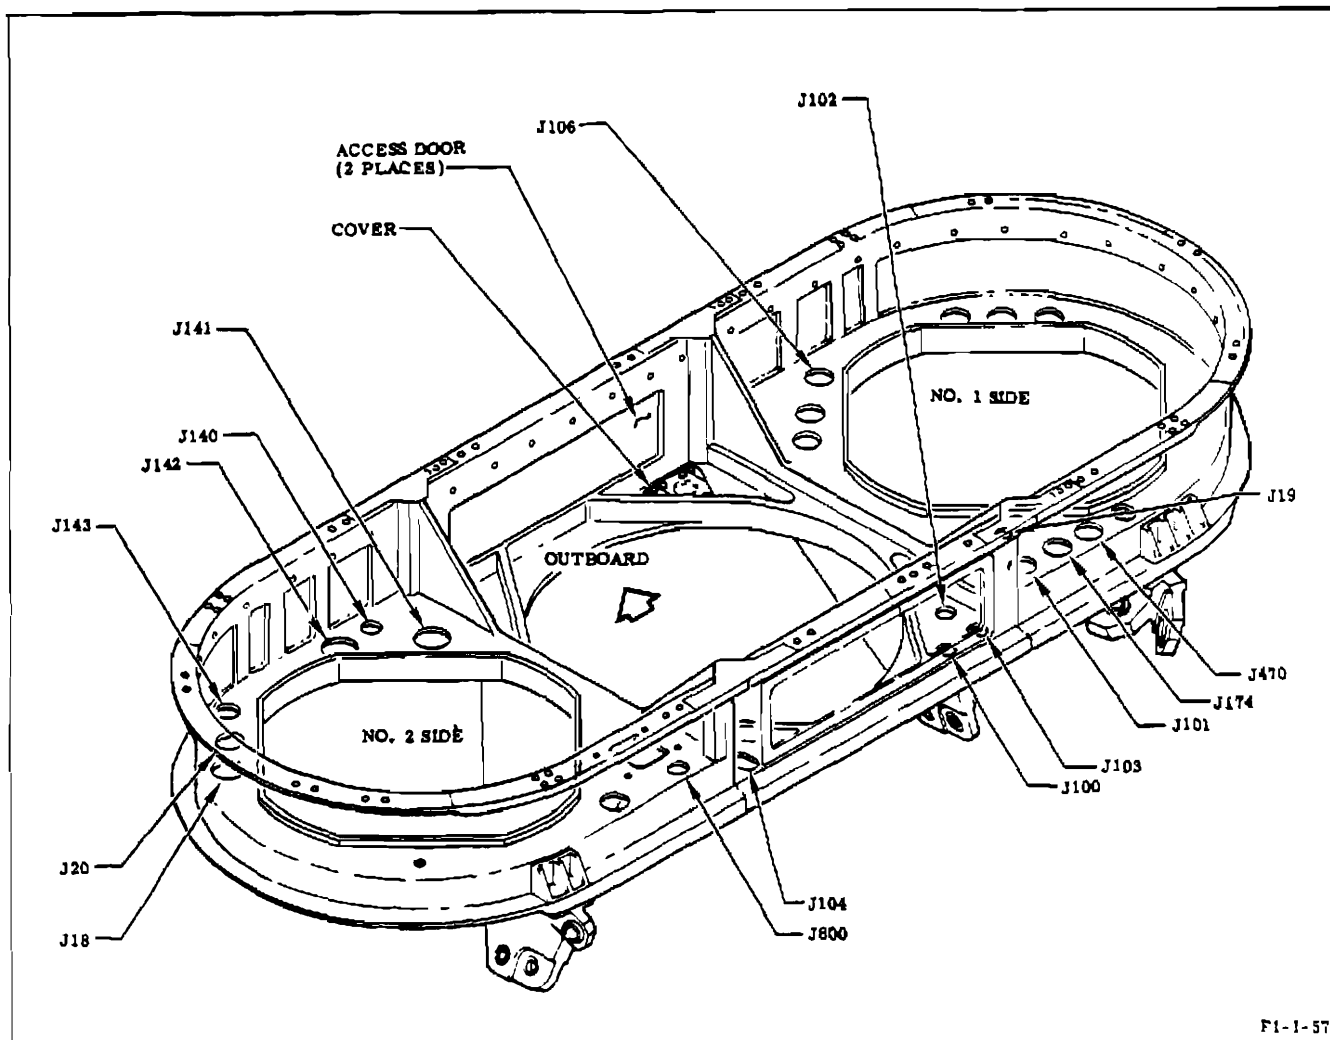 J102
J106
ACCESS DOOR
(2 PLACES)
COVER
J141
J140
J142
J143
NO. 1 SIDE
J19
OUTBOARD
J470
J174
J101
J103
J100
NO. 2 SIDE
J20
J18
J104
J800
F1-1-57